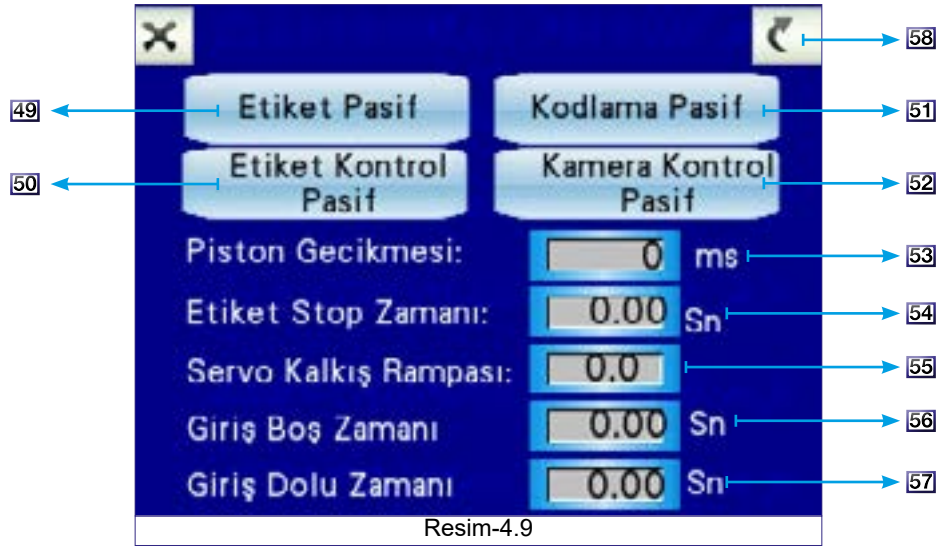 58
49
Etiket Pasif
Kodlama Pasif
51
50
Etiket Kontrol
Pasif
Kamera Kontrol
Pasif
52
Piston Gecikmesi:
0
ms
53
Etiket Stop Zamanı:
0.00
Sn
54
Servo Kalkış Rampası:
0.0
55
Giriş Boş Zamanı
0.00
Sn
56
Giriş Dolu Zamanı
0.00
Sn
57
Resim-4.9